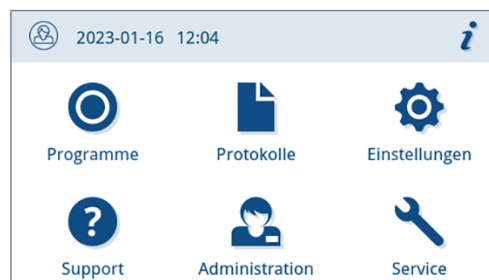 2023-01-16 12:04 i
Programme Protokolle Einstellungen
?
Support Administration Service